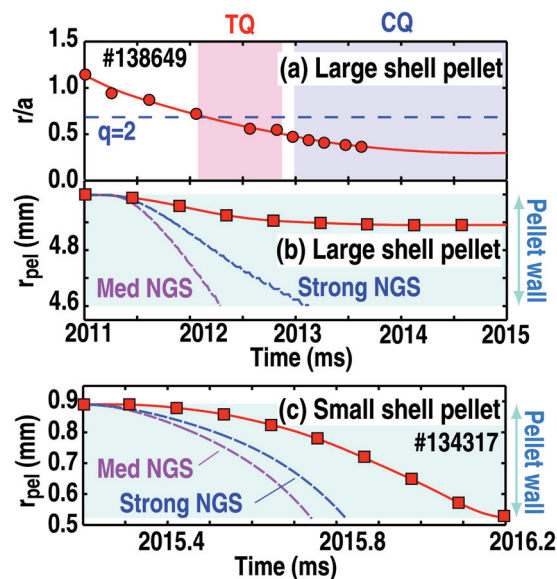 TQ CQ
#138649
(a) Large shell pellet
r/a
1.5
1.0
0.5
0.0
q=2
r_pel (mm)
4.8
4.6
(b) Large shell pellet
Med NGS
Strong NGS
Pellet wall
2011 2012 2013 2014 2015
Time (ms)
r_pel (mm)
0.9
0.8
0.7
0.6
0.5
(c) Small shell pellet
#134317
Med NGS
Strong NGS
Pellet wall
2015.4 2015.8 2016.2
Time (ms)